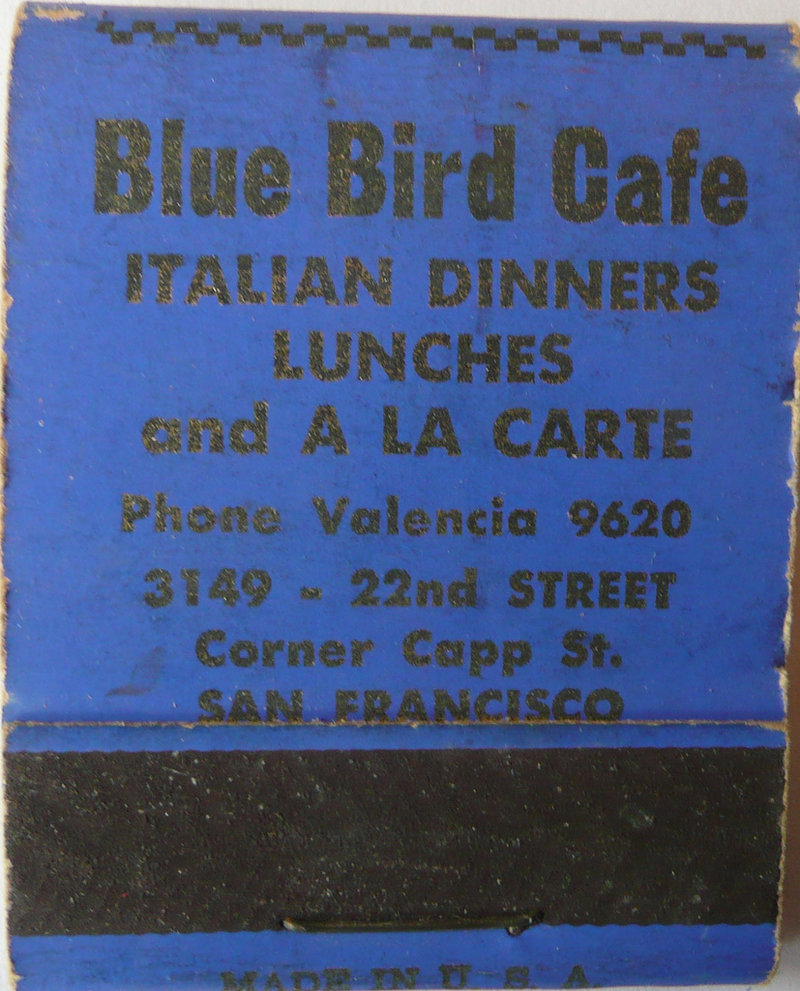 Blue Bird Cafe
ITALIAN DINNERS
LUNCHES
and A LA CARTE
Phone Valencia 9620
3149 - 22nd STREET
Corner Capp St.
SAN FRANCISCO
MADE IN U. S. A.